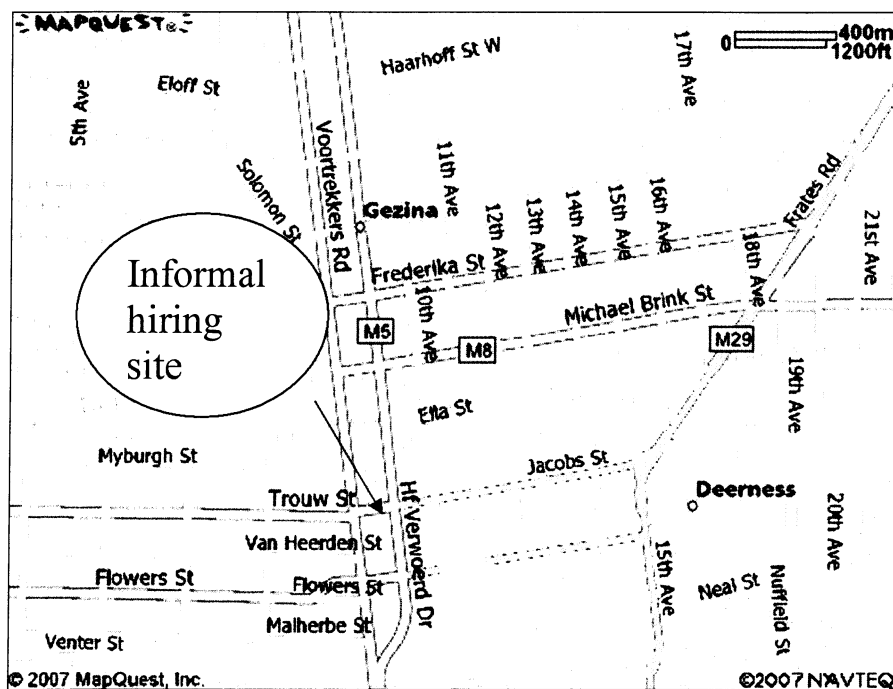 MAPQUEST®
400m
0
1200ft
Haarhoff St W
17th Ave
Eloff St
5th Ave
Voortrekkers Rd
11th Ave
Solomon St
Gezina
12th Ave
13th Ave
14th Ave
15th Ave
16th Ave
Frates Rd
21st Ave
18th Ave
Informal
hiring
site
Frederika St
10th Ave
Michael Brink St
M5
M8
M29
19th Ave
Efla St
Myburgh St
Jacobs St
Trouw St
Hf Verwoerd Dr
Deerness
20th Ave
Van Heerden St
15th Ave
Flowers St
Flowers St
Neal St
Nuffield St
Malherbe St
Venter St
© 2007 MapQuest, Inc.
©2007 NAVTEQ